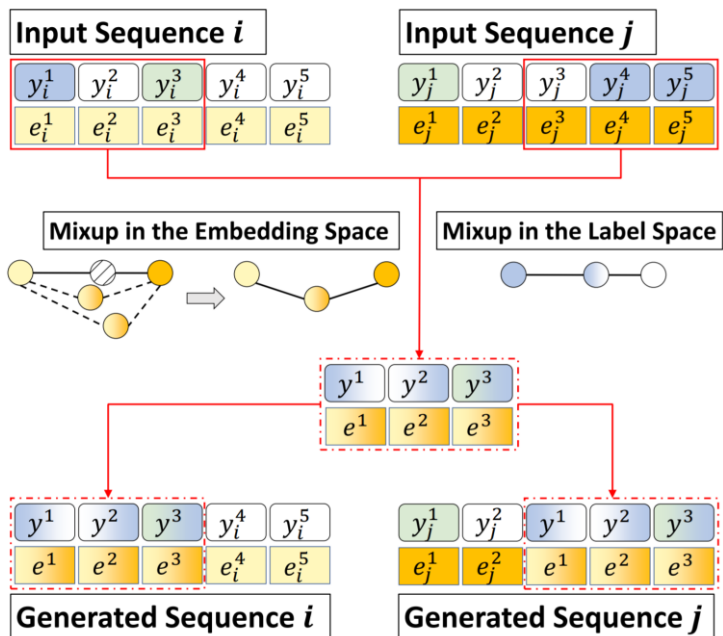 Input Sequence i
Input Sequence j
y_i^1 y_i^2 y_i^3 y_i^4 y_i^5
e_i^1 e_i^2 e_i^3 e_i^4 e_i^5
y_j^1 y_j^2 y_j^3 y_j^4 y_j^5
e_j^1 e_j^2 e_j^3 e_j^4 e_j^5
Mixup in the Embedding Space
Mixup in the Label Space
y^1 y^2 y^3
e^1 e^2 e^3
y^1 y^2 y^3 y_i^4 y_i^5
e^1 e^2 e^3 e_i^4 e_i^5
y_j^1 y_j^2 y^1 y^2 y^3
e_j^1 e_j^2 e^1 e^2 e^3
Generated Sequence i
Generated Sequence j